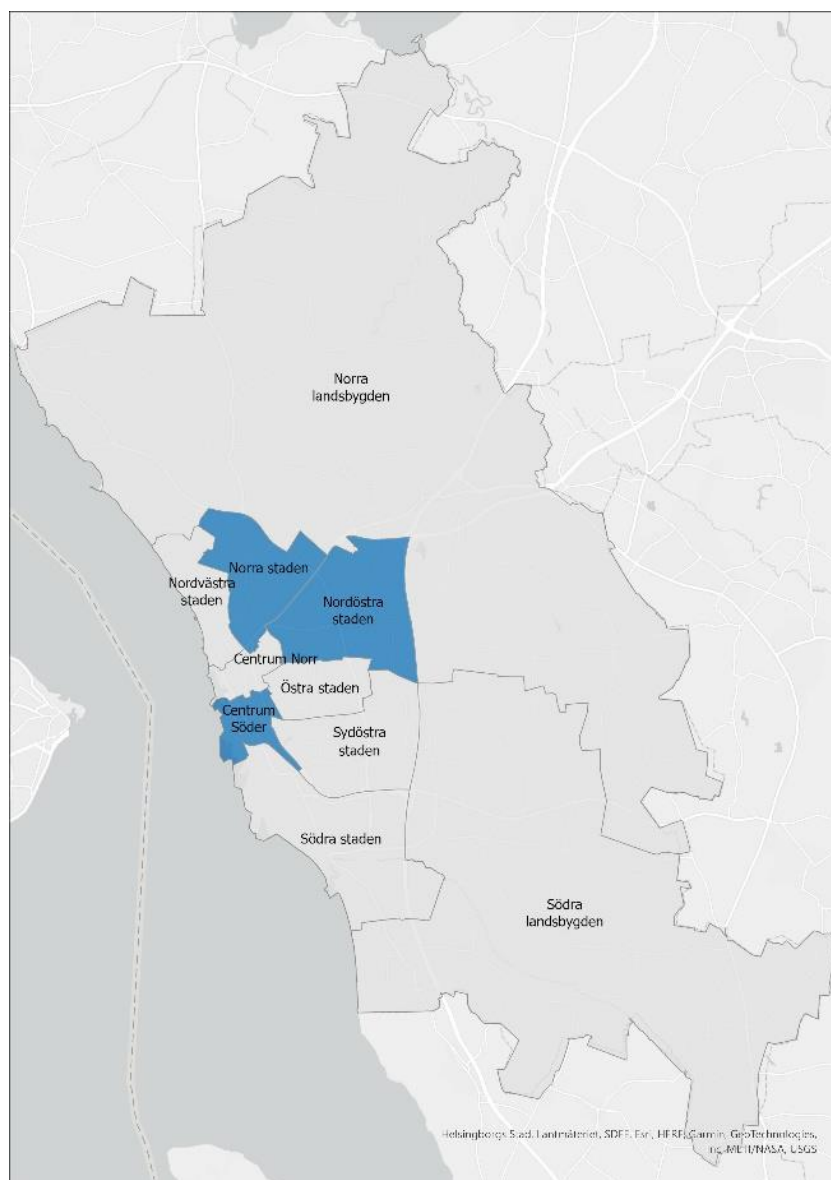 Norra
landsbygden
Norra staden
Nordvästra
staden
Nordöstra
staden
Centrum Norr
Östra staden
Centrum
Söder
Sydöstra
staden
Södra staden
Södra
landsbygden
Helsingborgs Stad, Lantmäteriet, SDFE, Esri, HERE, Garmin, GeoTechnologies,
Inc, METI/NASA, USGS